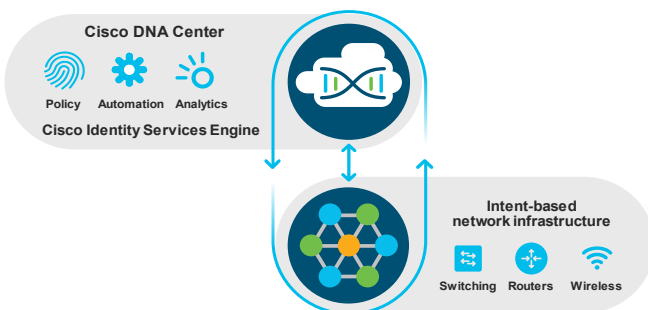 Cisco DNA Center
Policy Automation Analytics
Cisco Identity Services Engine
Intent-based
network infrastructure
Switching Routers Wireless